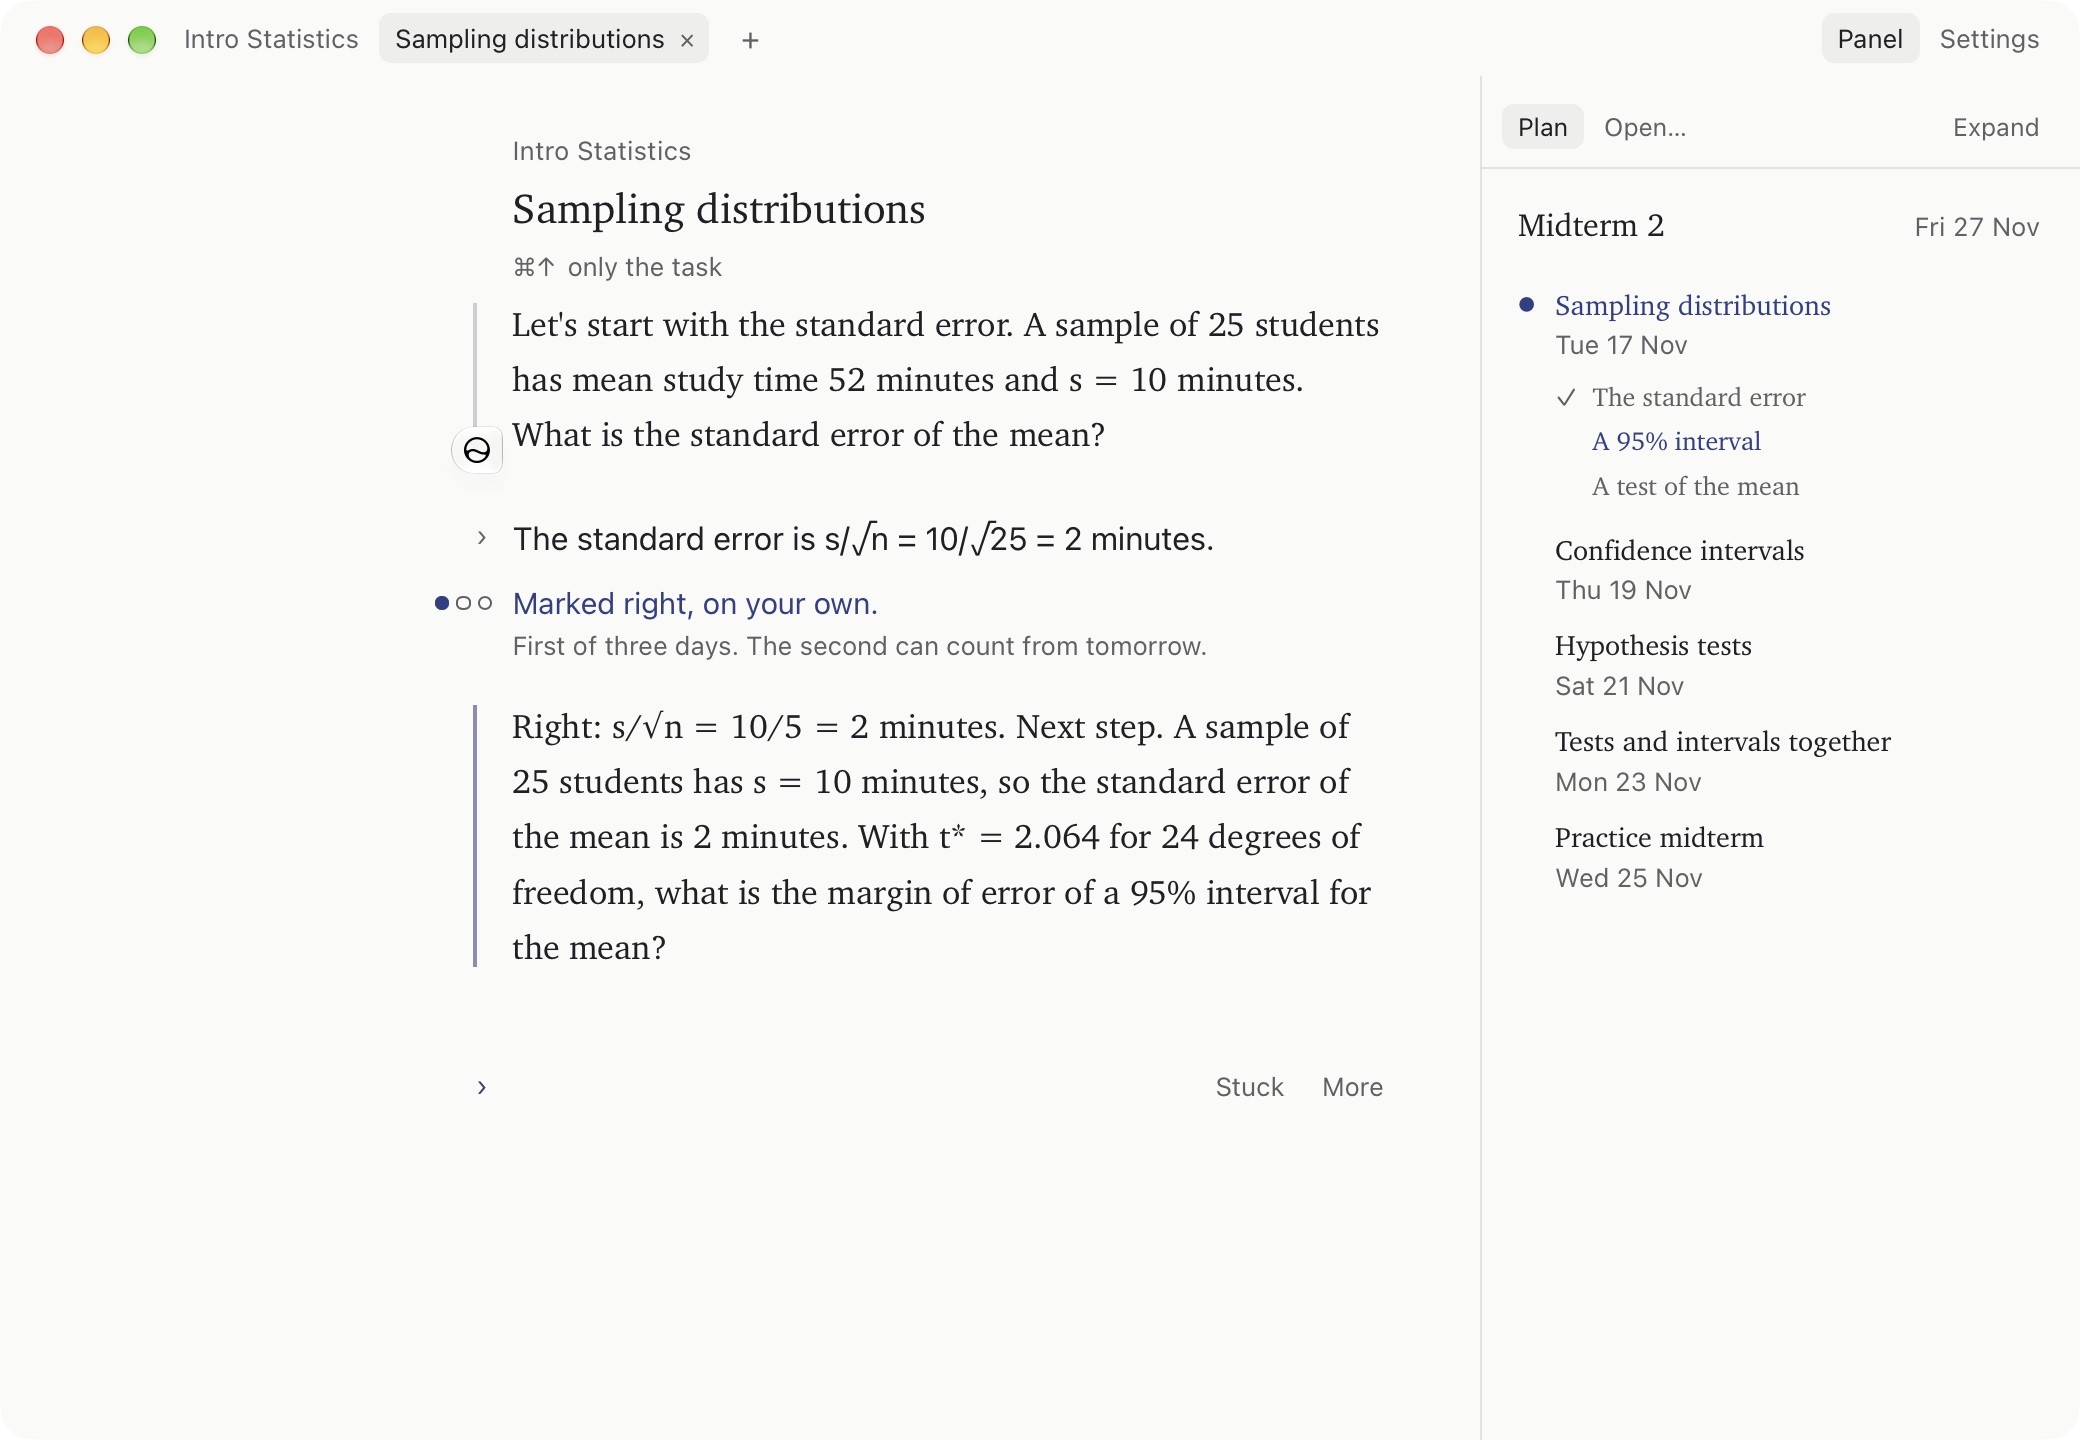 Intro Statistics
Sampling distributions ×
+
Panel
Settings
Intro Statistics
Sampling distributions
⌘↑ only the task
Let's start with the standard error. A sample of 25 students
has mean study time 52 minutes and s = 10 minutes.
What is the standard error of the mean?
› The standard error is s/√n = 10/√25 = 2 minutes.
Marked right, on your own.
First of three days. The second can count from tomorrow.
Right: s/√n = 10/5 = 2 minutes. Next step. A sample of
25 students has s = 10 minutes, so the standard error of
the mean is 2 minutes. With t* = 2.064 for 24 degrees of
freedom, what is the margin of error of a 95% interval for
the mean?
›
Stuck
More
Plan
Open...
Expand
Midterm 2
Fri 27 Nov
Sampling distributions
Tue 17 Nov
✓ The standard error
A 95% interval
A test of the mean
Confidence intervals
Thu 19 Nov
Hypothesis tests
Sat 21 Nov
Tests and intervals together
Mon 23 Nov
Practice midterm
Wed 25 Nov